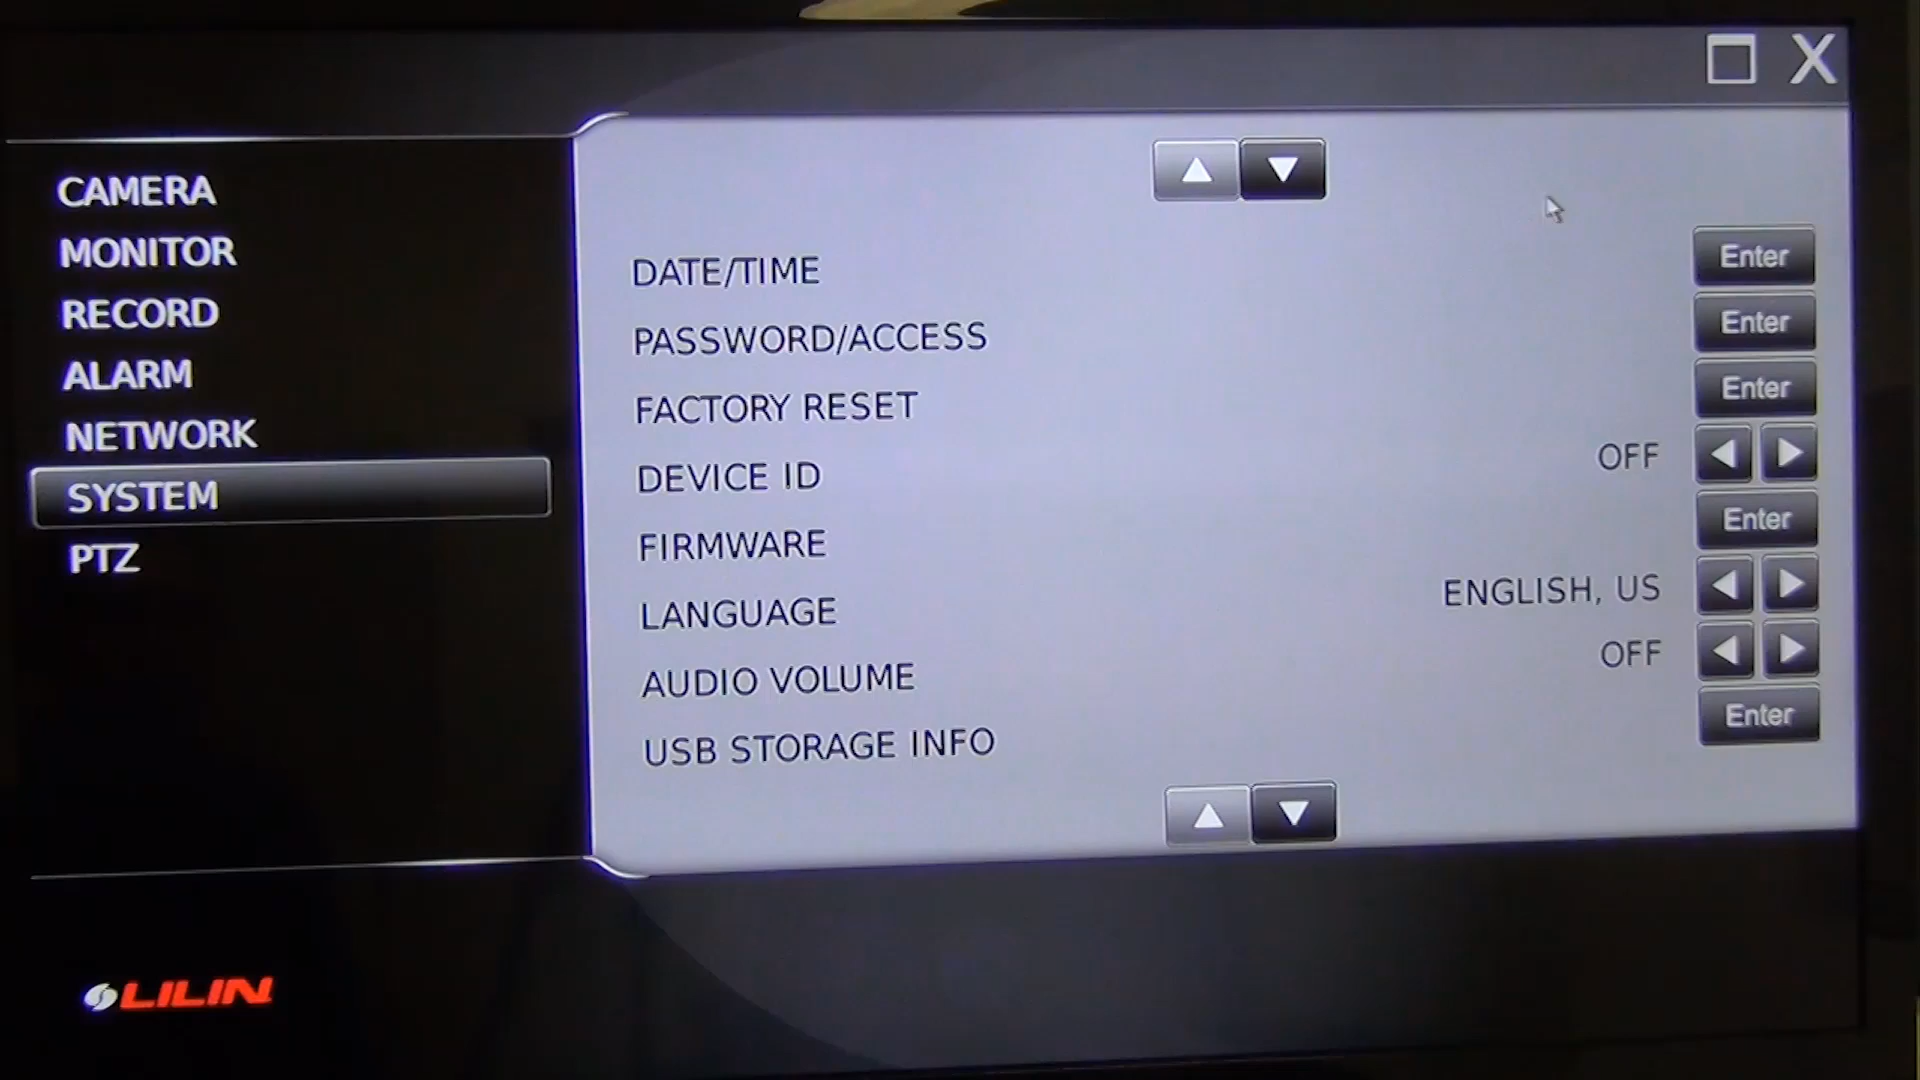 X
CAMERA
MONITOR
RECORD
ALARM
NETWORK
SYSTEM
PTZ
DATE/TIME Enter
PASSWORD/ACCESS Enter
FACTORY RESET Enter
DEVICE ID OFF
FIRMWARE Enter
LANGUAGE ENGLISH, US
AUDIO VOLUME OFF
USB STORAGE INFO Enter
LILIN